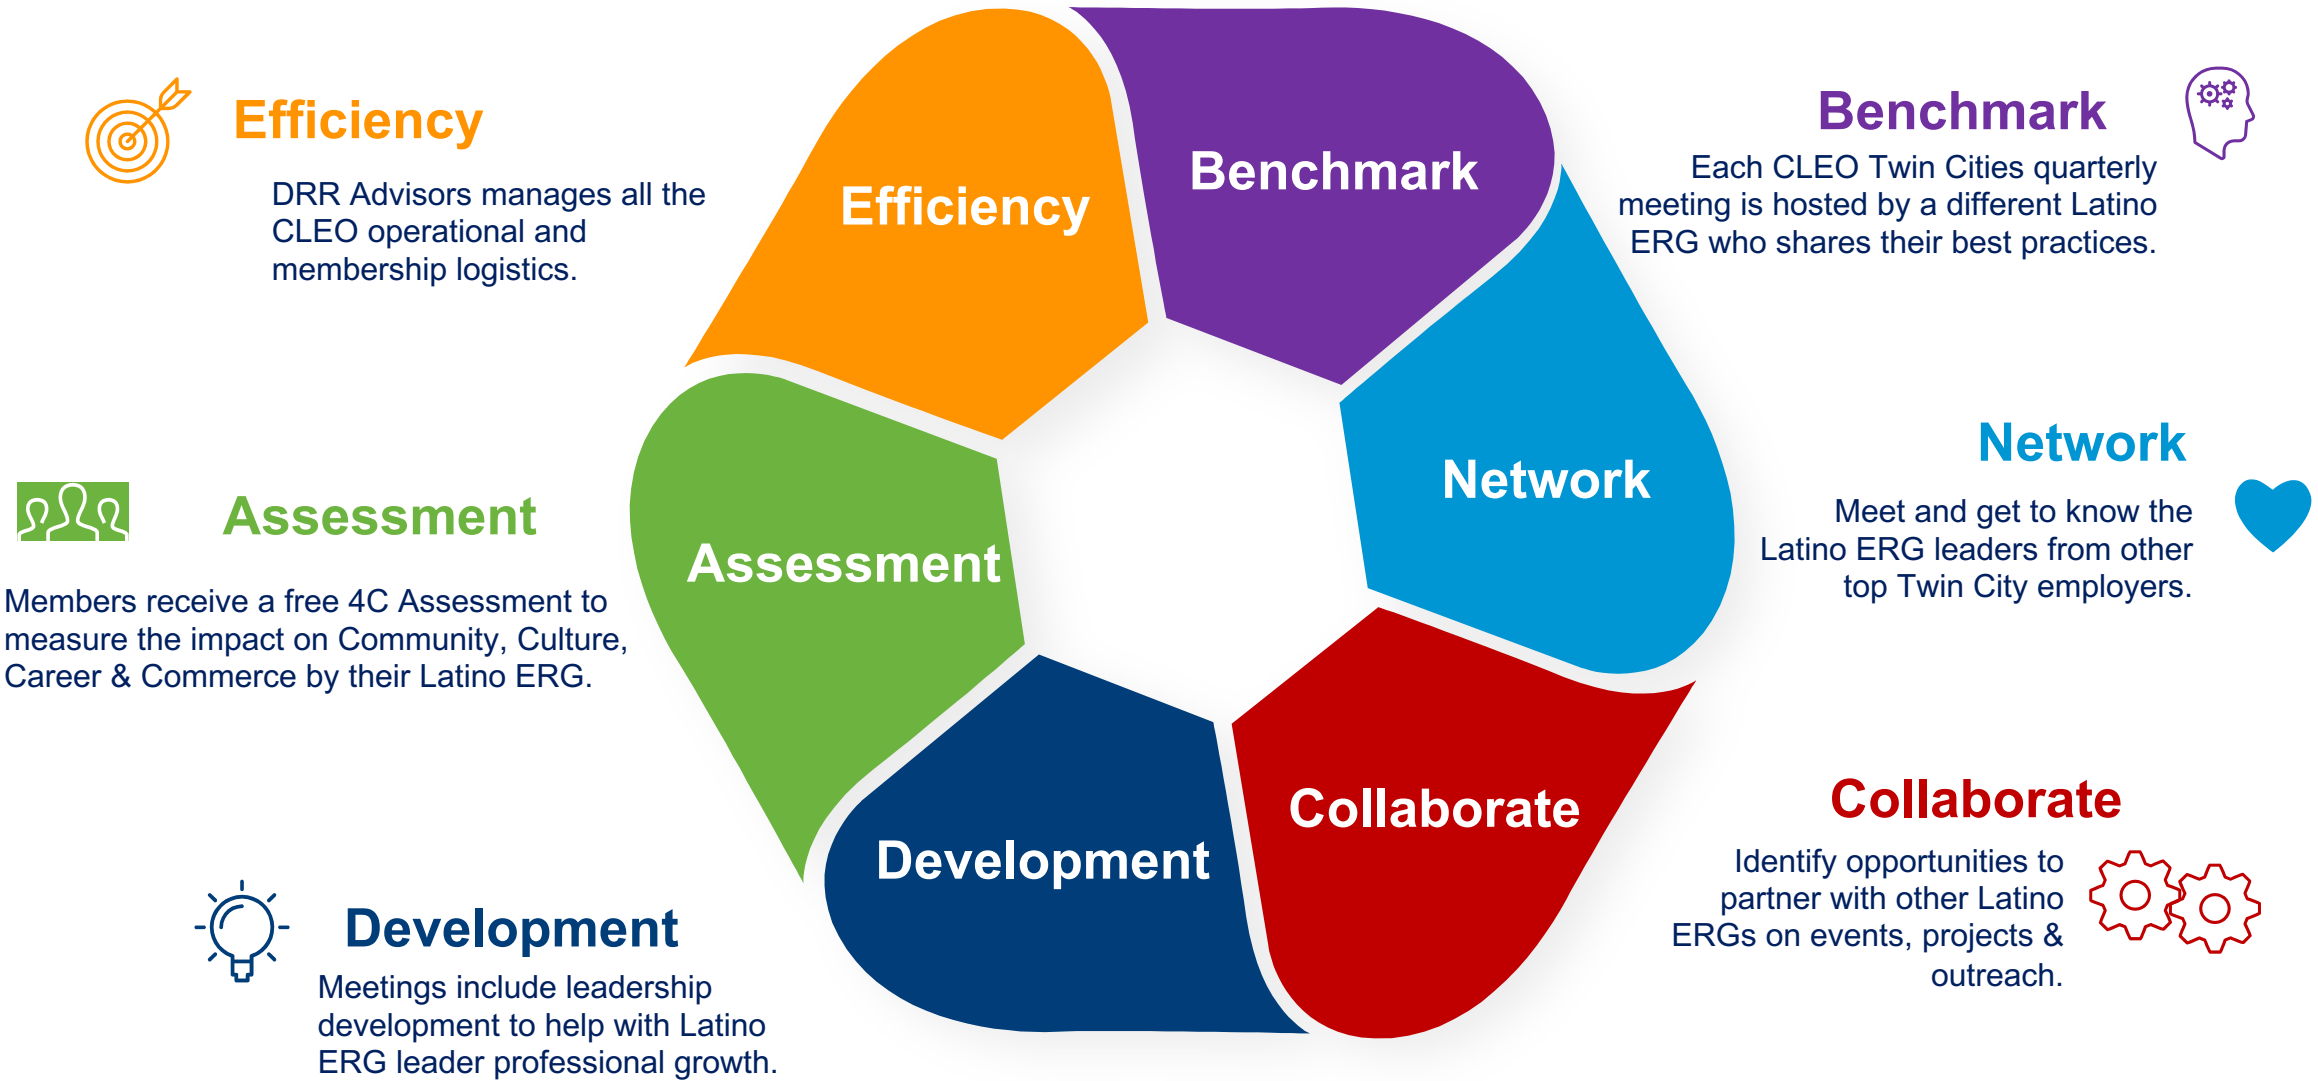 Efficiency
DRR Advisors manages all the
CLEO operational and
membership logistics.
Assessment
Members receive a free 4C Assessment to
measure the impact on Community, Culture,
Career & Commerce by their Latino ERG.
Development
Meetings include leadership
development to help with Latino
ERG leader professional growth.
Efficiency
Benchmark
Network
Collaborate
Development
Assessment
Benchmark
Each CLEO Twin Cities quarterly
meeting is hosted by a different Latino
ERG who shares their best practices.
Network
Meet and get to know the
Latino ERG leaders from other
top Twin City employers.
Collaborate
Identify opportunities to
partner with other Latino
ERGs on events, projects &
outreach.